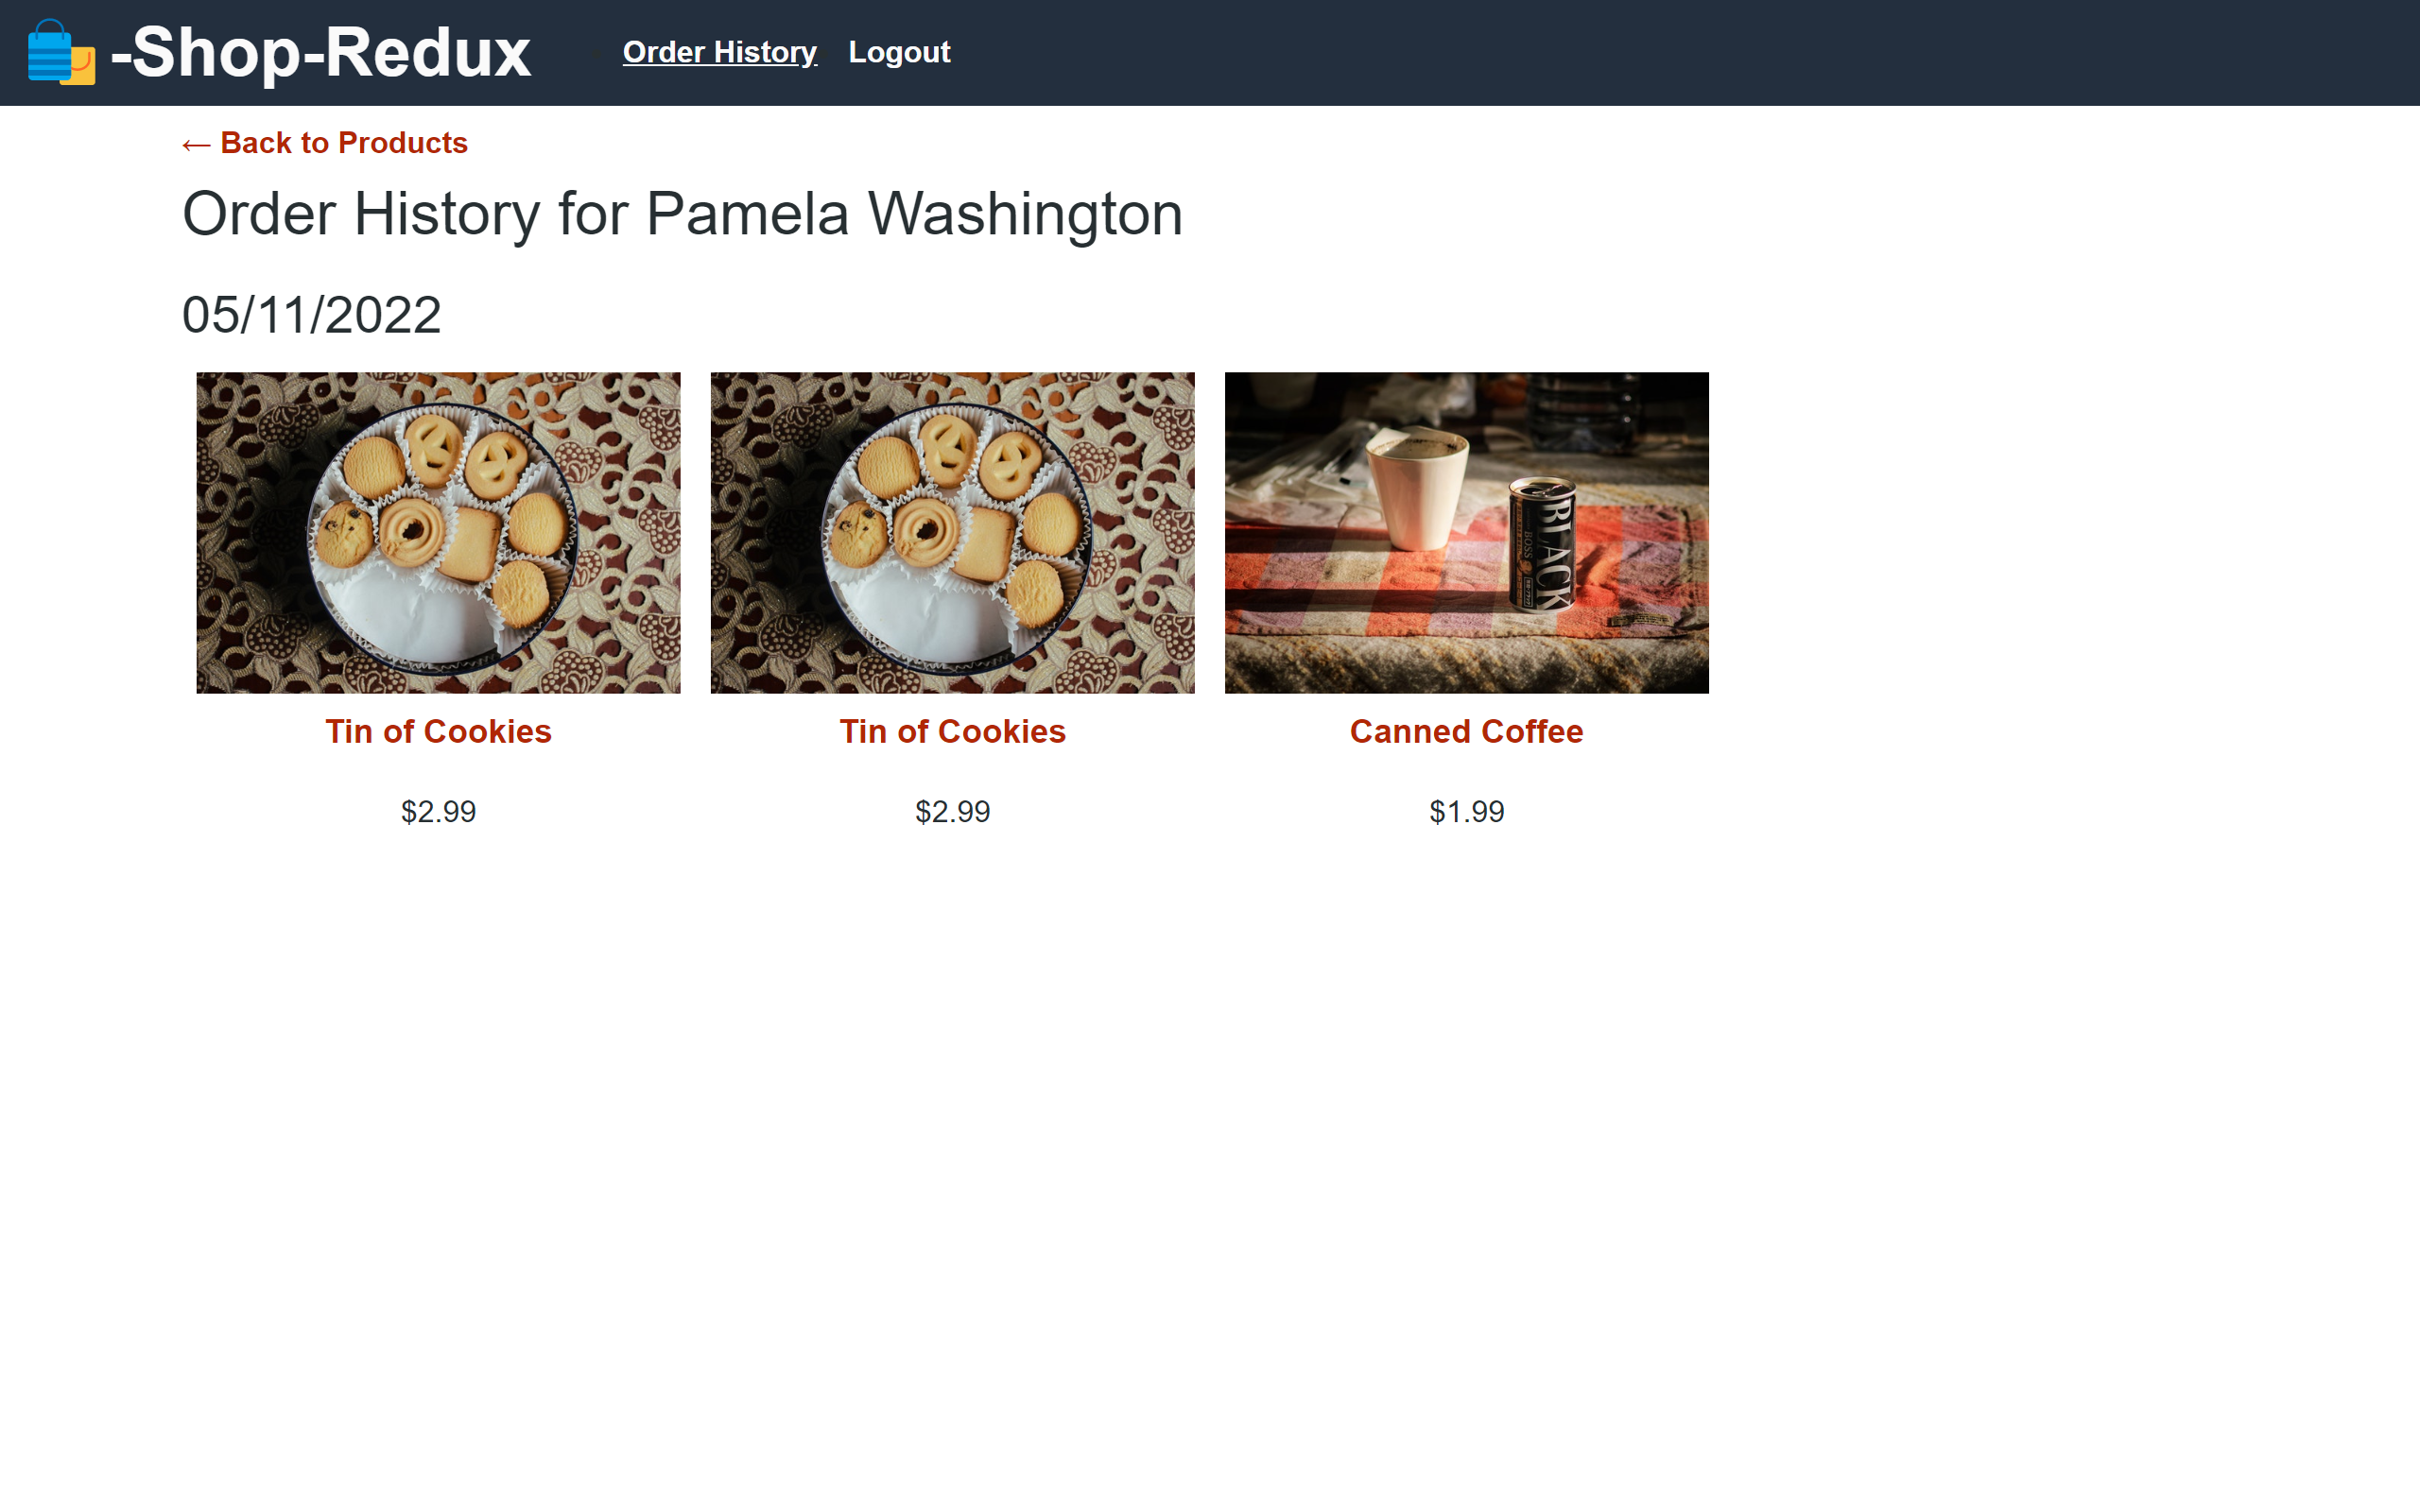 -Shop-Redux
Order History Logout
← Back to Products
Order History for Pamela Washington
05/11/2022
BLACK
BOSS
Tin of Cookies Tin of Cookies Canned Coffee
$2.99 $2.99 $1.99